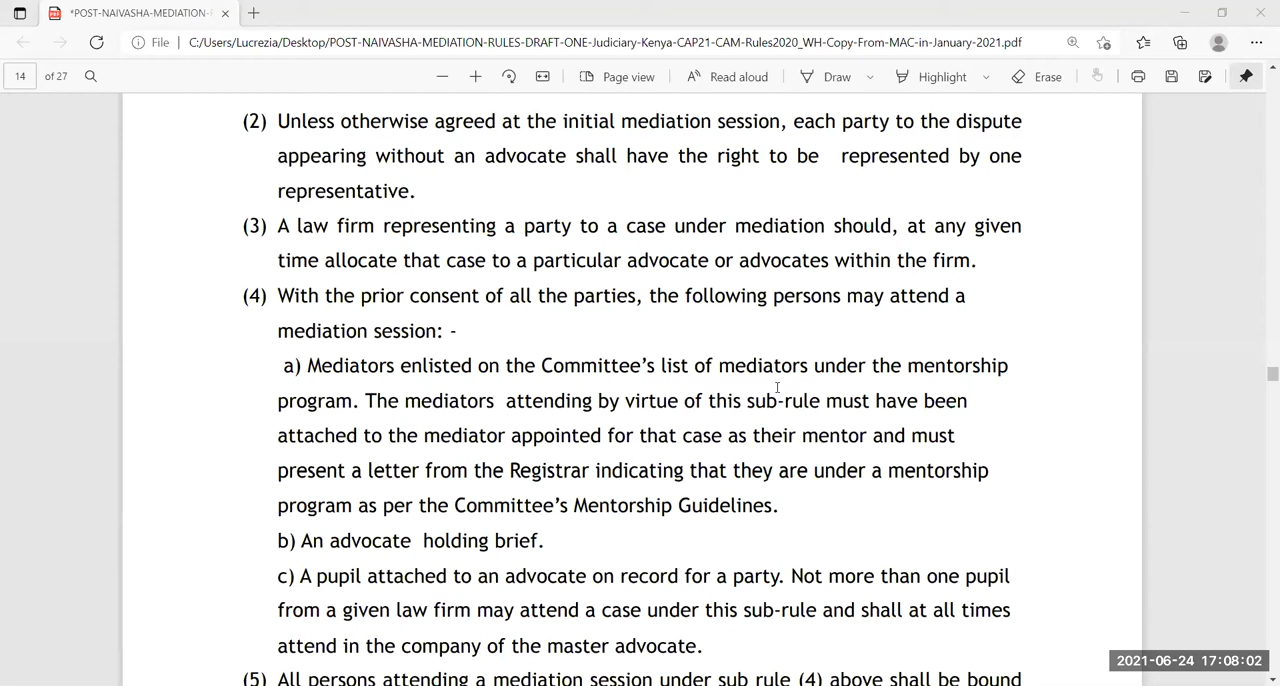 *POST-NAIVASHA-MEDIATION-
File
C:/Users/Lucrezia/Desktop/POST-NAIVASHA-MEDIATION-RULES-DRAFT-ONE-Judiciary-Kenya-CAP21-CAM-Rules2020_WH-Copy-From-MAC-in-January-2021.pdf
14 of 27 Page view Read aloud Draw Highlight Erase
(2) Unless otherwise agreed at the initial mediation session, each party to the dispute
appearing without an advocate shall have the right to be represented by one
representative.
(3) A law firm representing a party to a case under mediation should, at any given
time allocate that case to a particular advocate or advocates within the firm.
(4) With the prior consent of all the parties, the following persons may attend a
mediation session: -
a) Mediators enlisted on the Committee’s list of mediators under the mentorship
program. The mediators attending by virtue of this sub-rule must have been
attached to the mediator appointed for that case as their mentor and must
present a letter from the Registrar indicating that they are under a mentorship
program as per the Committee’s Mentorship Guidelines.
b) An advocate holding brief.
c) A pupil attached to an advocate on record for a party. Not more than one pupil
from a given law firm may attend a case under this sub-rule and shall at all times
attend in the company of the master advocate.
(5) All persons attending a mediation session under sub rule (4) above shall be bound
2021-06-24 17:08:02